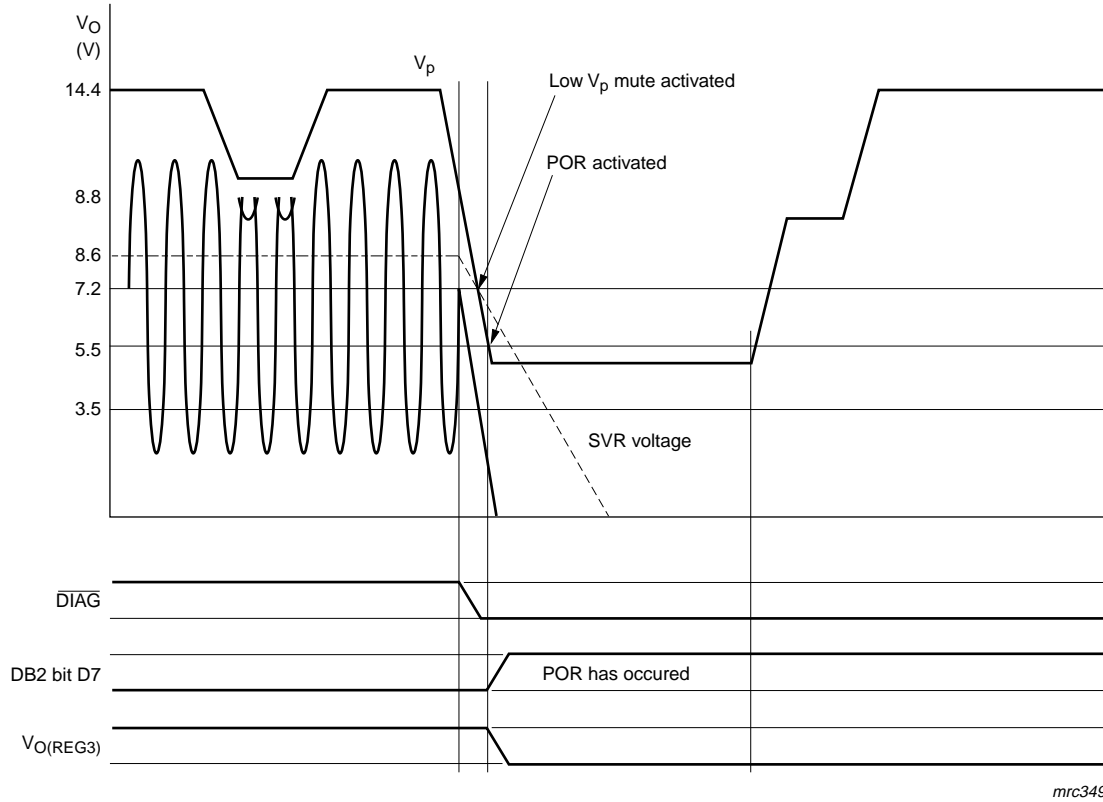 VO
(V)
Vp
14.4
Low Vp mute activated
POR activated
8.8
8.6
7.2
5.5
3.5
SVR voltage
DIAG
DB2 bit D7
POR has occured
VO(REG3)
mrc349